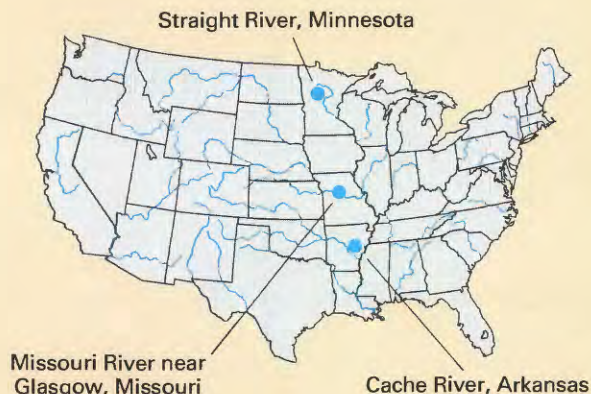 Straight River, Minnesota
Missouri River near
Glasgow, Missouri
Cache River, Arkansas